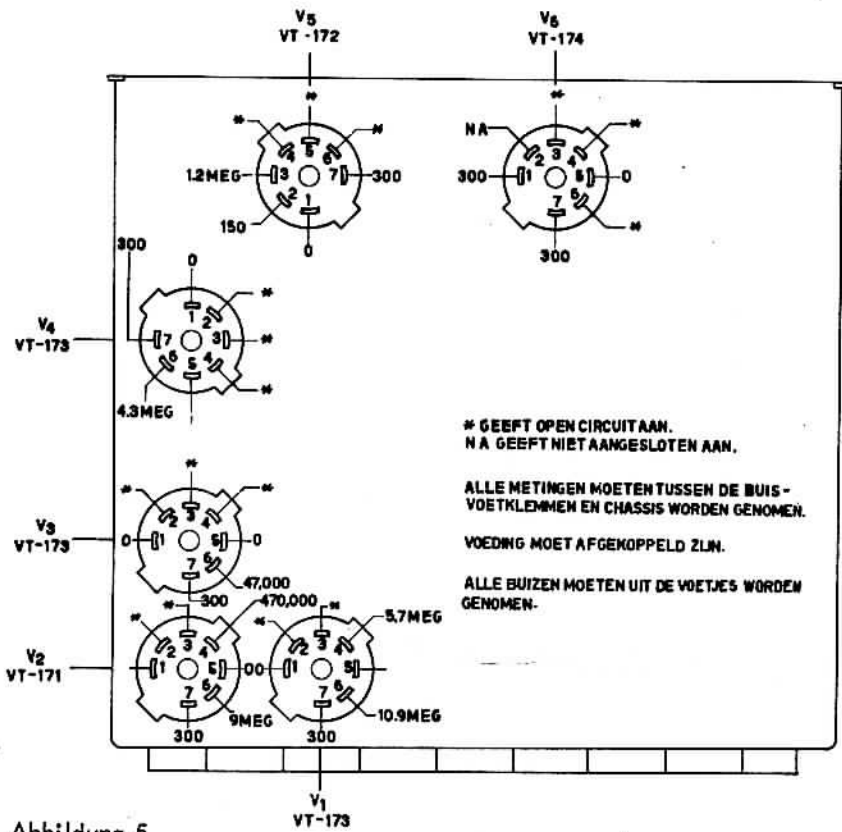 V5
VT-172
V6
VT-174
*
*
*
4
5
6
1.2MEG
3
7
300
2
1
150
0
*
NA
*
2
3
4
300
1
5
0
6
7
*
300
300
0
*
1
2
V4
VT-173
7
3
*
6
5
4
*
4.3MEG
# GEEFT OPEN CIRCUIT AAN.
NA GEEFT NIET AANGESLOTEN AAN.
ALLE METINGEN MOETEN TUSSEN DE BUIS-
VOETKLEMMEN EN CHASSIS WORDEN GENOMEN.
VOEDING MOET AFGEKOPPELD ZIJN.
ALLE BUIZEN MOETEN UIT DE VOETJES WORDEN
GENOMEN.
*
*
*
2
3
4
V3
VT-173
0
1
5
0
6
7
47,000
300
*
470,000
*
2
3
4
V2
VT-171
1
5
00
6
7
9MEG
300
*
*
5.7MEG
2
3
4
1
5
6
7
10.9MEG
300
V1
VT-173
Abbildung 5